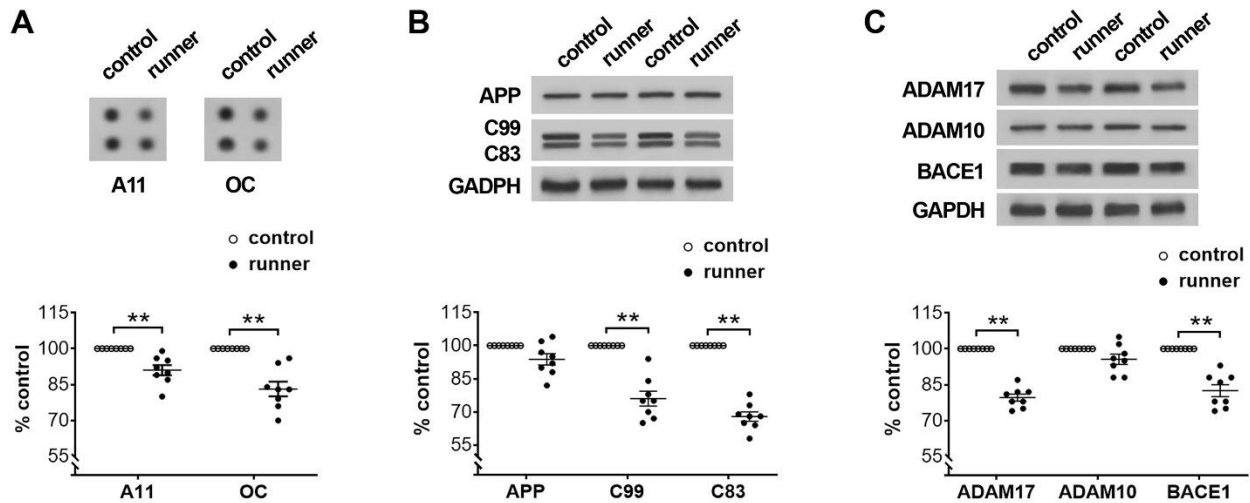 A
control runner control runner
A11 OC
control
runner
% control
115
100
85
70
55
** **
A11 OC
B
control runner control runner
APP
C99
C83
GADPH
control
runner
% control
115
100
85
70
55
** **
APP C99 C83
C
control runner control runner
ADAM17
ADAM10
BACE1
GAPDH
control
runner
% control
115
100
85
70
55
** **
ADAM17 ADAM10 BACE1